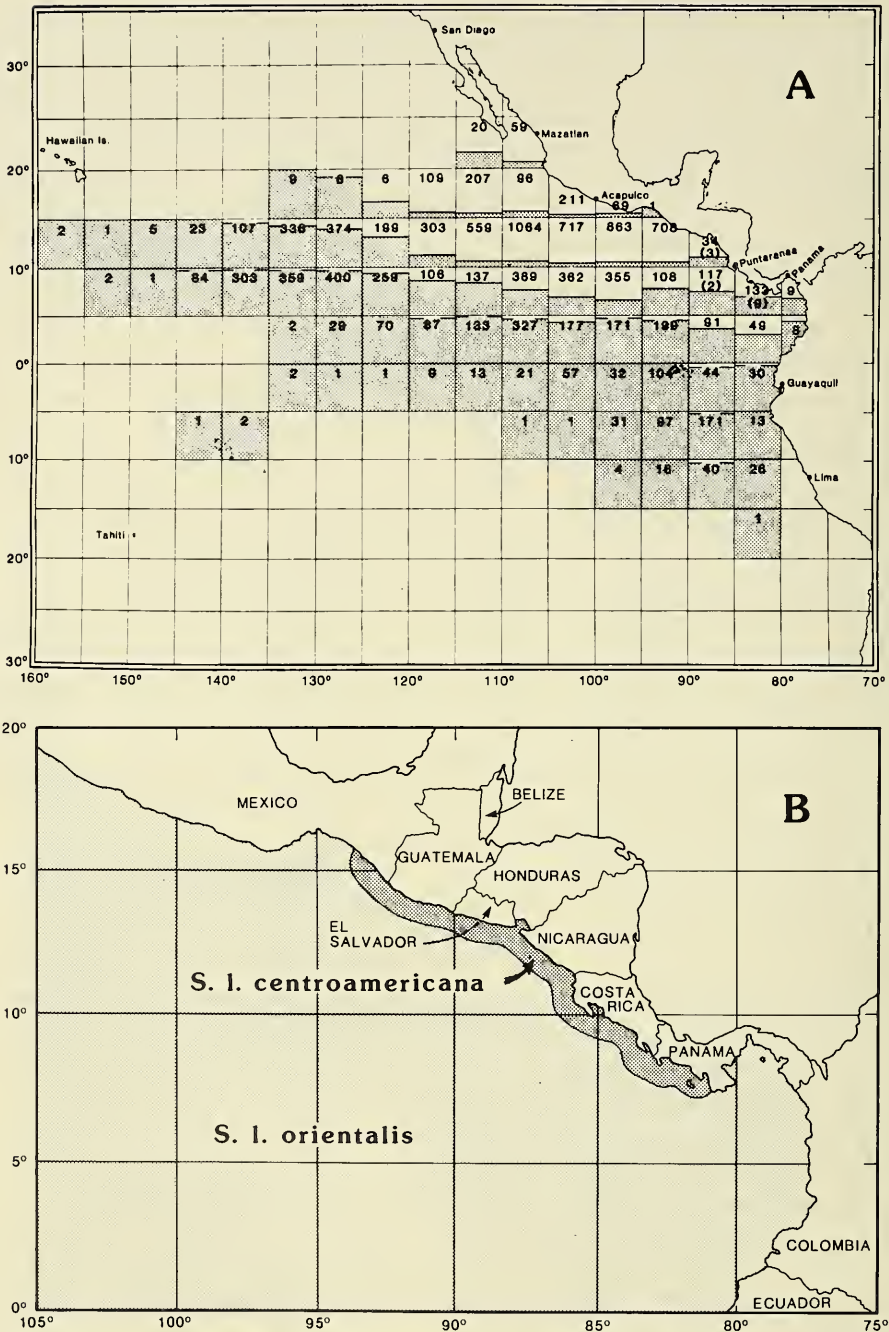 San Diego
30°
A
20 59
Mazatlan
Hawaiian Is.
20°
9 6 6 109 207 96
Acapulco
211 69 1
2 1 5 23 107 336 374 199 303 559 1064 717 863 708
34
(3)
Puntarenas
Panama
10°
2 1 84 303 359 400 259 106 137 389 362 355 108 117 133 9
(2) (9)
2 29 70 87 133 327 177 171 199 91 49 8
0°
2 1 1 9 13 21 57 32 104 44 30
Guayaquil
1 2 1 1 31 97 171 13
10°
4 16 40 26
Lima
1
Tahiti
20°
30°
160° 150° 140° 130° 120° 110° 100° 90° 80° 70°
20°
B
MEXICO
BELIZE
15°
GUATEMALA
HONDURAS
EL
SALVADOR
NICARAGUA
S. l. centroamericana
COSTA
RICA
10°
PANAMA
S. l. orientalis
5°
COLOMBIA
0°
ECUADOR
105° 100° 95° 90° 85° 80° 75°